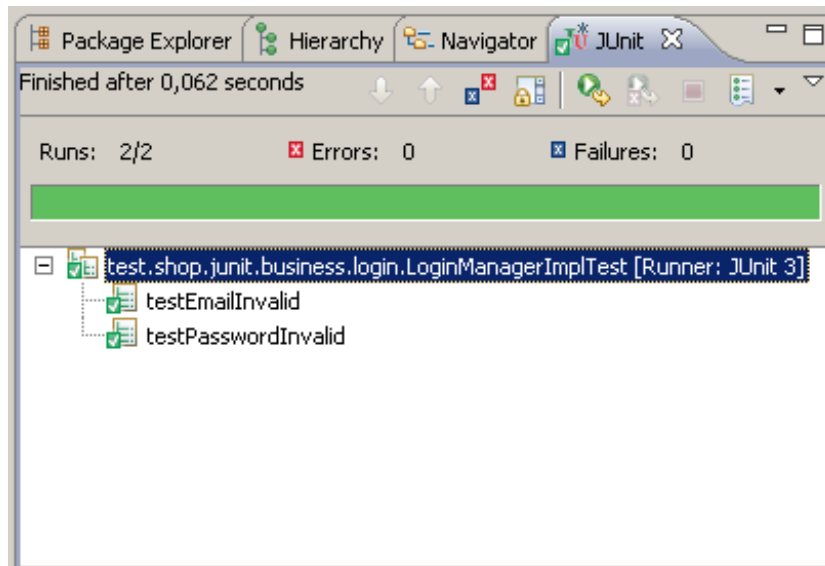 Package Explorer Hierarchy Navigator JUnit
Finished after 0,062 seconds
Runs: 2/2 Errors: 0 Failures: 0
test.shop.junit.business.login.LoginManagerImplTest [Runner: JUnit 3]
testEmailInvalid
testPasswordInvalid